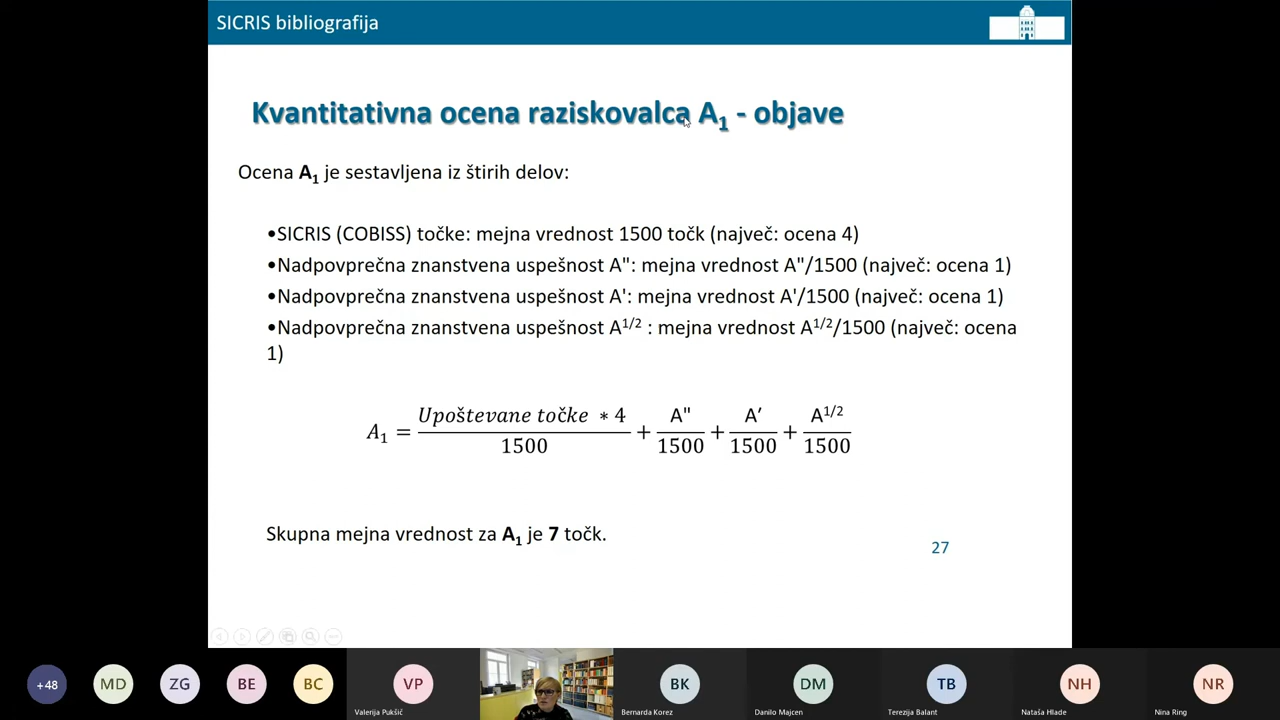 SICRIS bibliografija
Kvantitativna ocena raziskovalca A₁ - objave
Ocena A₁ je sestavljena iz štirih delov:
•SICRIS (COBISS) točke: mejna vrednost 1500 točk (največ: ocena 4)
•Nadpovprečna znanstvena uspešnost A": mejna vrednost A"/1500 (največ: ocena 1)
•Nadpovprečna znanstvena uspešnost A': mejna vrednost A'/1500 (največ: ocena 1)
•Nadpovprečna znanstvena uspešnost A^1/2 : mejna vrednost A^1/2/1500 (največ: ocena
1)
A₁ = Upoštevane točke * 4 / 1500 + A" / 1500 + A′ / 1500 + A^1/2 / 1500
Skupna mejna vrednost za A₁ je 7 točk.
27
+48 MD ZG BE BC VP BK DM TB NH NR
Valerija Pukšič Bernarda Korez Danilo Majcen Terezija Balant Nataša Hlade Nina Ring